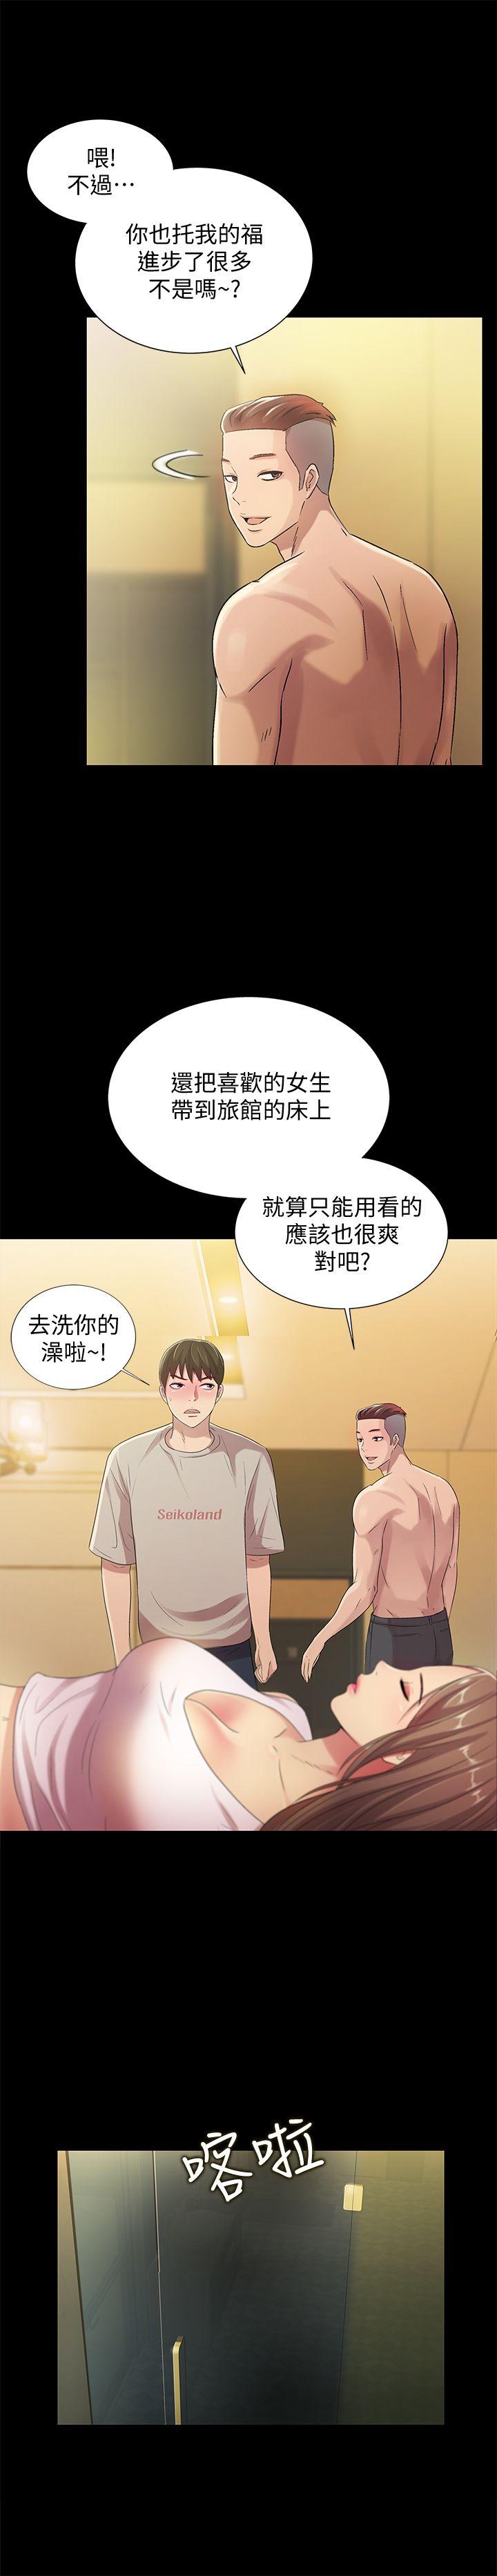 喂!
不過⋯
你也托我的福
進步了很多
不是嗎~?
還把喜歡的女生
帶到旅館的床上
就算只能用看的
應該也很爽
對吧?
去洗你的
澡啦~!
Seikoland
喀啦